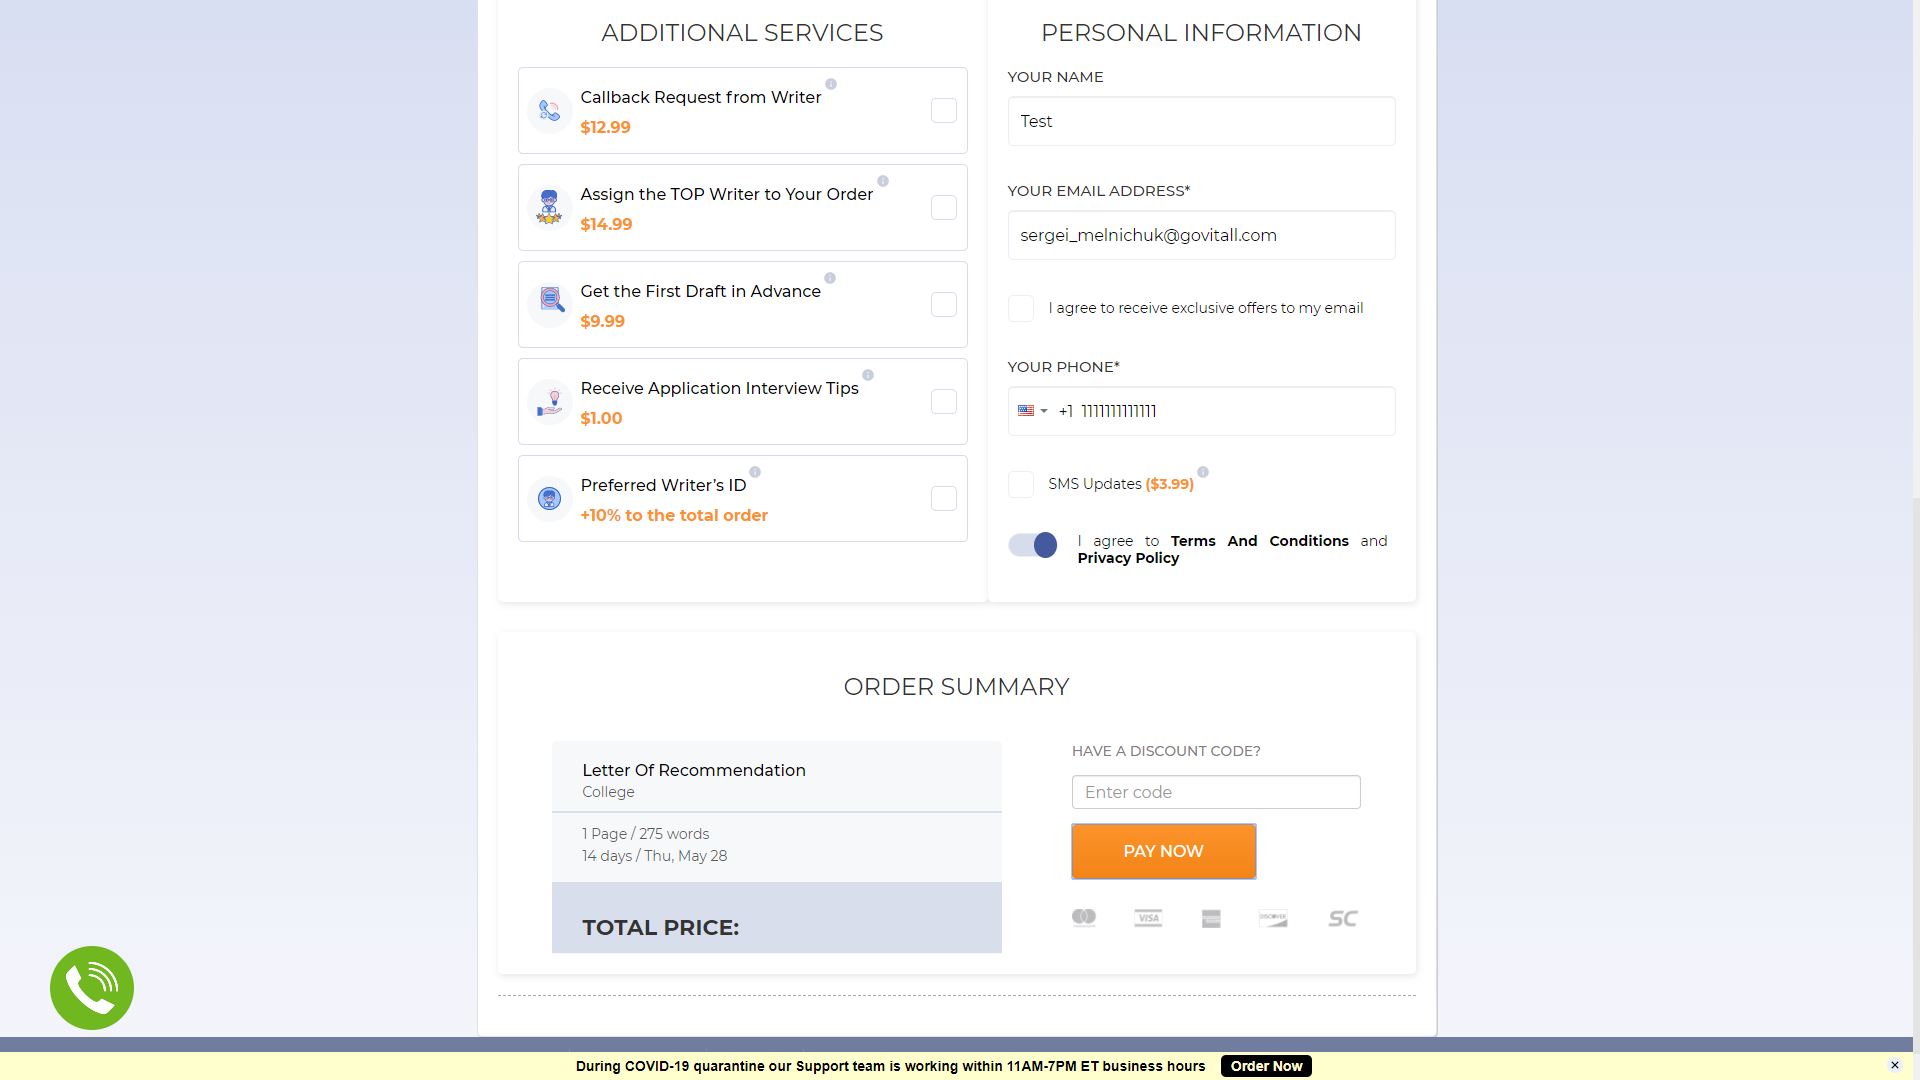 ADDITIONAL SERVICES
Callback Request from Writer
$12.99
Assign the TOP Writer to Your Order
$14.99
Get the First Draft in Advance
$9.99
Receive Application Interview Tips
$1.00
Preferred Writer’s ID
+10% to the total order
PERSONAL INFORMATION
YOUR NAME
Test
YOUR EMAIL ADDRESS*
sergei_melnichuk@govitall.com
I agree to receive exclusive offers to my email
YOUR PHONE*
+1 1111111111111
SMS Updates ($3.99)
I agree to Terms And Conditions and
Privacy Policy
ORDER SUMMARY
Letter Of Recommendation
College
1 Page / 275 words
14 days / Thu, May 28
TOTAL PRICE:
HAVE A DISCOUNT CODE?
Enter code
PAY NOW
VISA
DISCOVER
SC
During COVID-19 quarantine our Support team is working within 11AM-7PM ET business hours
Order Now